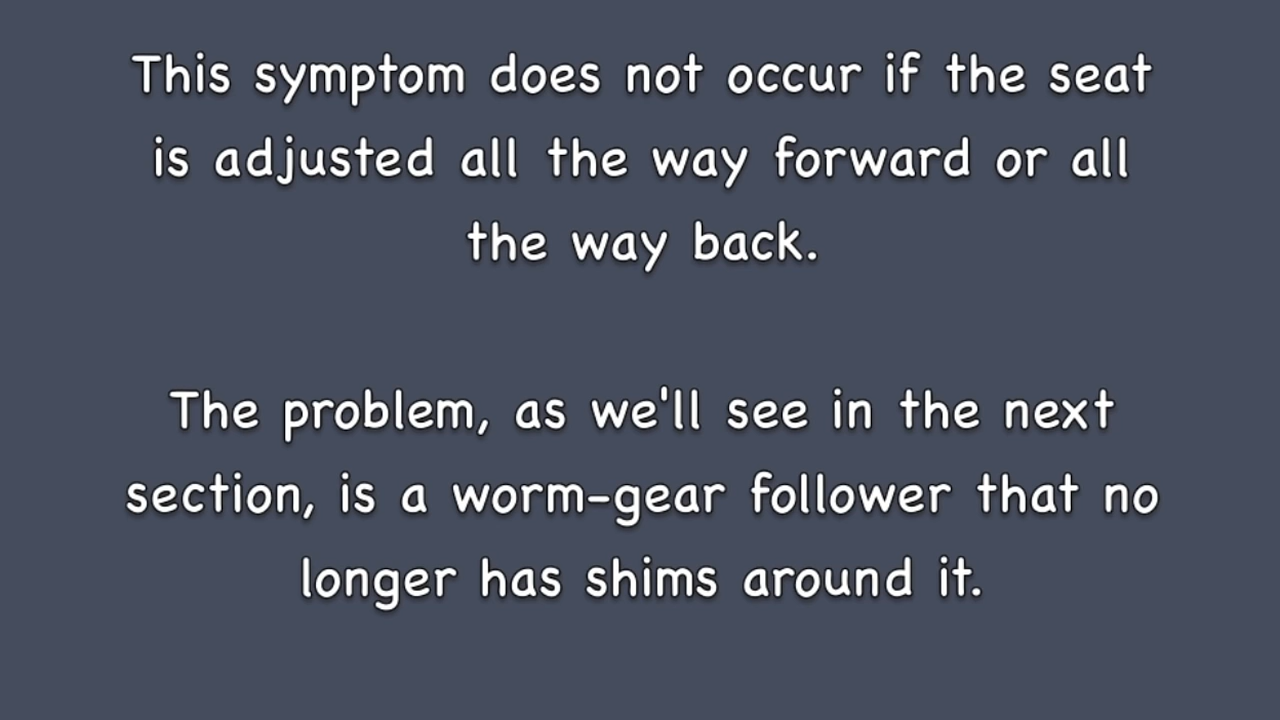 This symptom does not occur if the seat
is adjusted all the way forward or all
the way back.
The problem, as we'll see in the next
section, is a worm-gear follower that no
longer has shims around it.